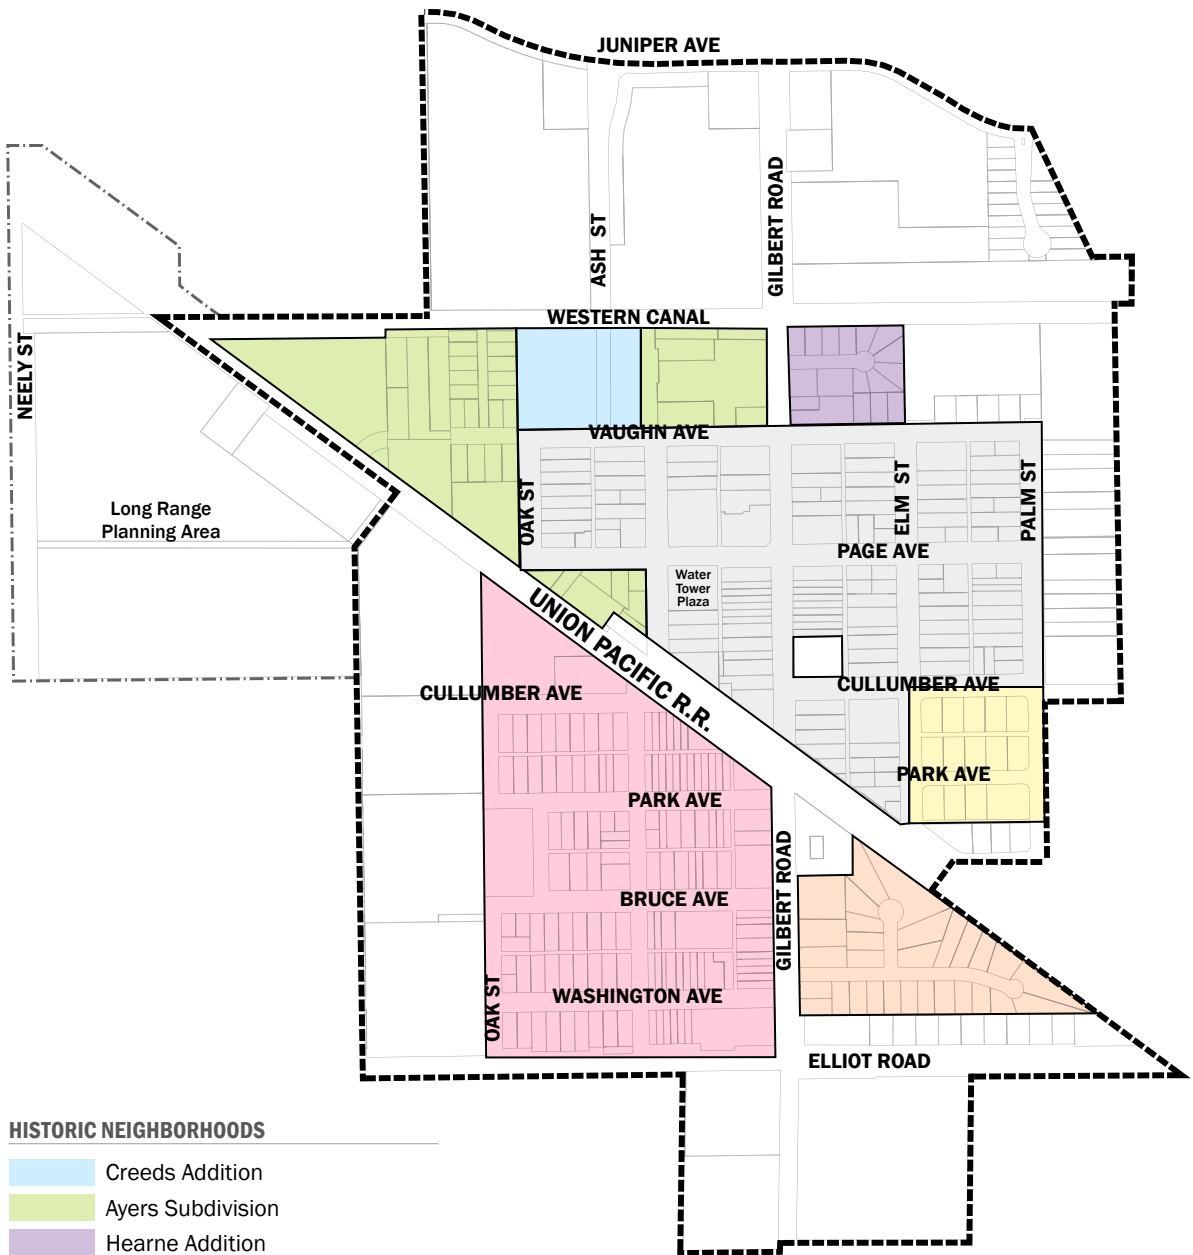 JUNIPER AVE
GILBERT ROAD
ASH ST
WESTERN CANAL
NEELY ST
VAUGHN AVE
OAK ST
ELM ST
PALM ST
Long Range
Planning Area
PAGE AVE
Water
Tower
Plaza
UNION PACIFIC R.R.
CULLUMBER AVE
CULLUMBER AVE
PARK AVE
PARK AVE
GILBERT ROAD
BRUCE AVE
OAK ST
WASHINGTON AVE
ELLIOT ROAD
HISTORIC NEIGHBORHOODS
Creeds Addition
Ayers Subdivision
Hearne Addition